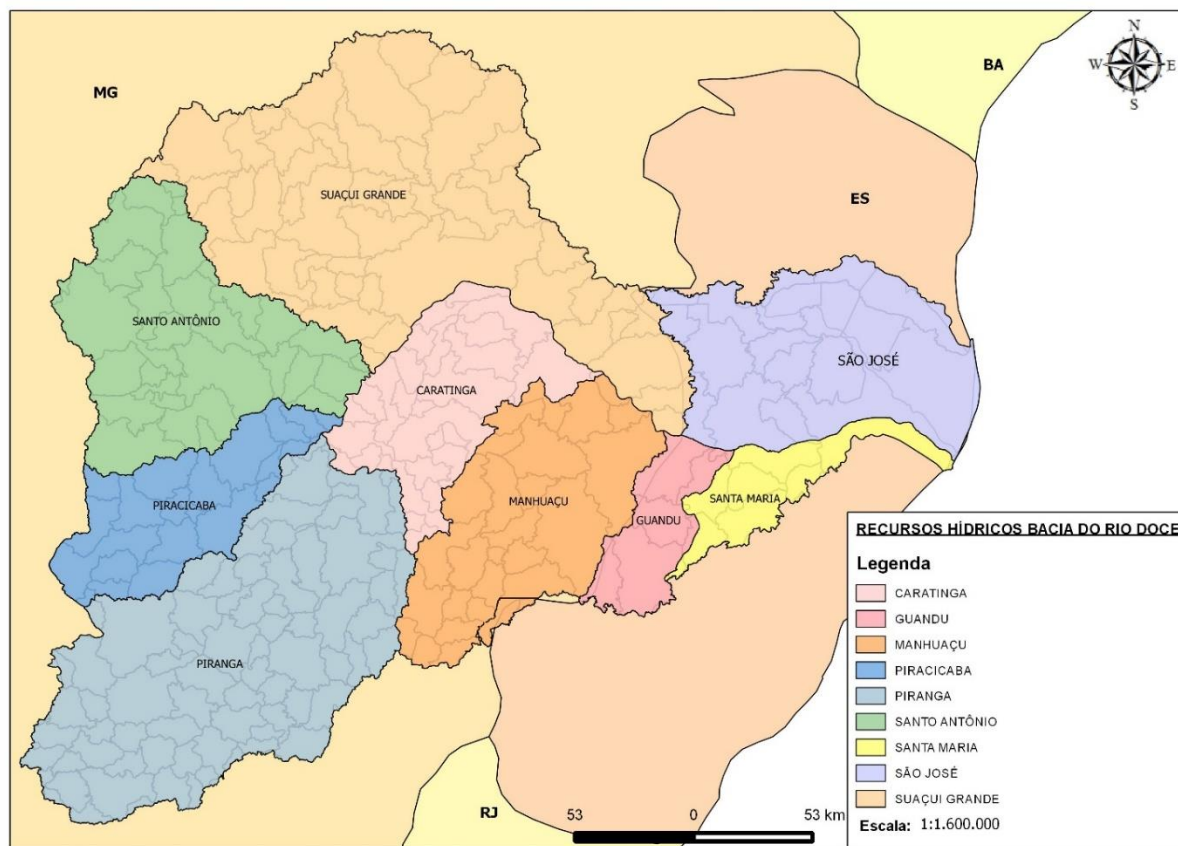 N
W E
S
BA
MG
ES
SUAÇUI GRANDE
SANTO ANTÔNIO
SÃO JOSÉ
CARATINGA
SANTA MARIA
MANHUAÇU
PIRACICABA
GUANDU
PIRANGA
RJ
53 0 53 km
RECURSOS HÍDRICOS BACIA DO RIO DOCE
Legenda
CARATINGA
GUANDU
MANHUAÇU
PIRACICABA
PIRANGA
SANTO ANTÔNIO
SANTA MARIA
SÃO JOSÉ
SUAÇUI GRANDE
Escala: 1:1.600.000